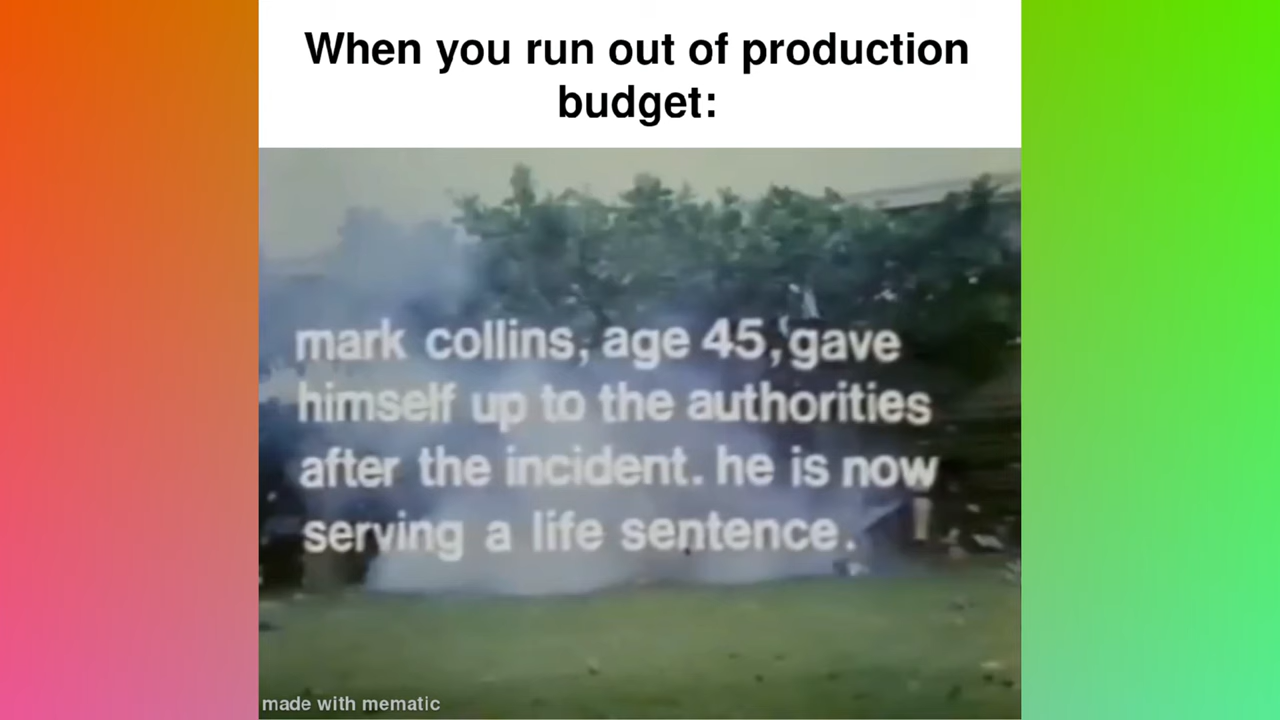 When you run out of production
budget:
mark collins, age 45, gave
himself up to the authorities
after the incident. he is now
serving a life sentence.
made with mematic